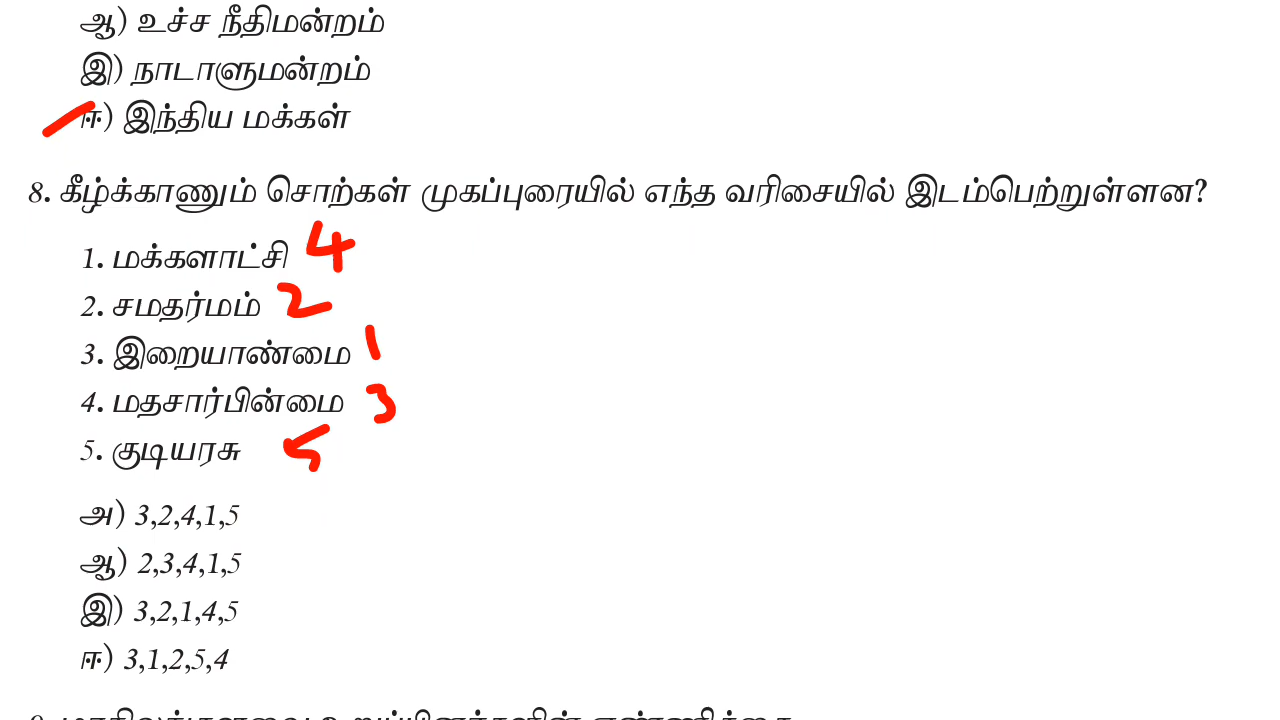 ஆ) உச்ச நீதிமன்றம்
இ) நாடாளுமன்றம்
ஈ) இந்திய மக்கள்
8. கீழ்க்காணும் சொற்கள் முகப்புரையில் எந்த வரிசையில் இடம்பெற்றுள்ளன?
1. மக்களாட்சி 4
2. சமதர்மம் 2
3. இறையாண்மை 1
4. மதசார்பின்மை 3
5. குடியரசு 5
அ) 3,2,4,1,5
ஆ) 2,3,4,1,5
இ) 3,2,1,4,5
ஈ) 3,1,2,5,4